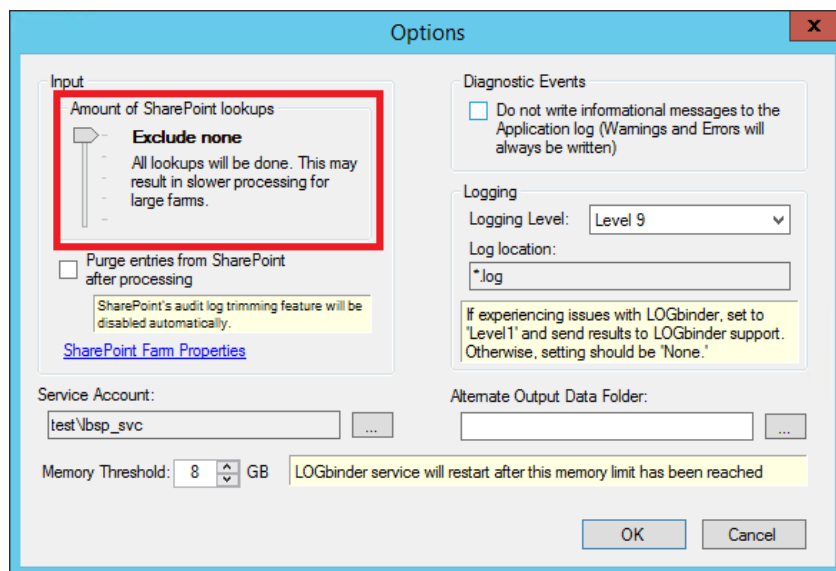 Options
x
Input
Amount of SharePoint lookups
Exclude none
All lookups will be done. This may
result in slower processing for
large farms.
Purge entries from SharePoint
after processing
SharePoint's audit log trimming feature will be
disabled automatically.
SharePoint Farm Properties
Diagnostic Events
Do not write informational messages to the
Application log (Warnings and Errors will
always be written)
Logging
Logging Level: Level 9
Log location:
*.log
If experiencing issues with LOGbinder, set to
'Level1' and send results to LOGbinder support.
Otherwise, setting should be 'None.'
Service Account:
test\lbsp_svc ...
Alternate Output Data Folder:
...
Memory Threshold: 8 GB LOGbinder service will restart after this memory limit has been reached
OK Cancel